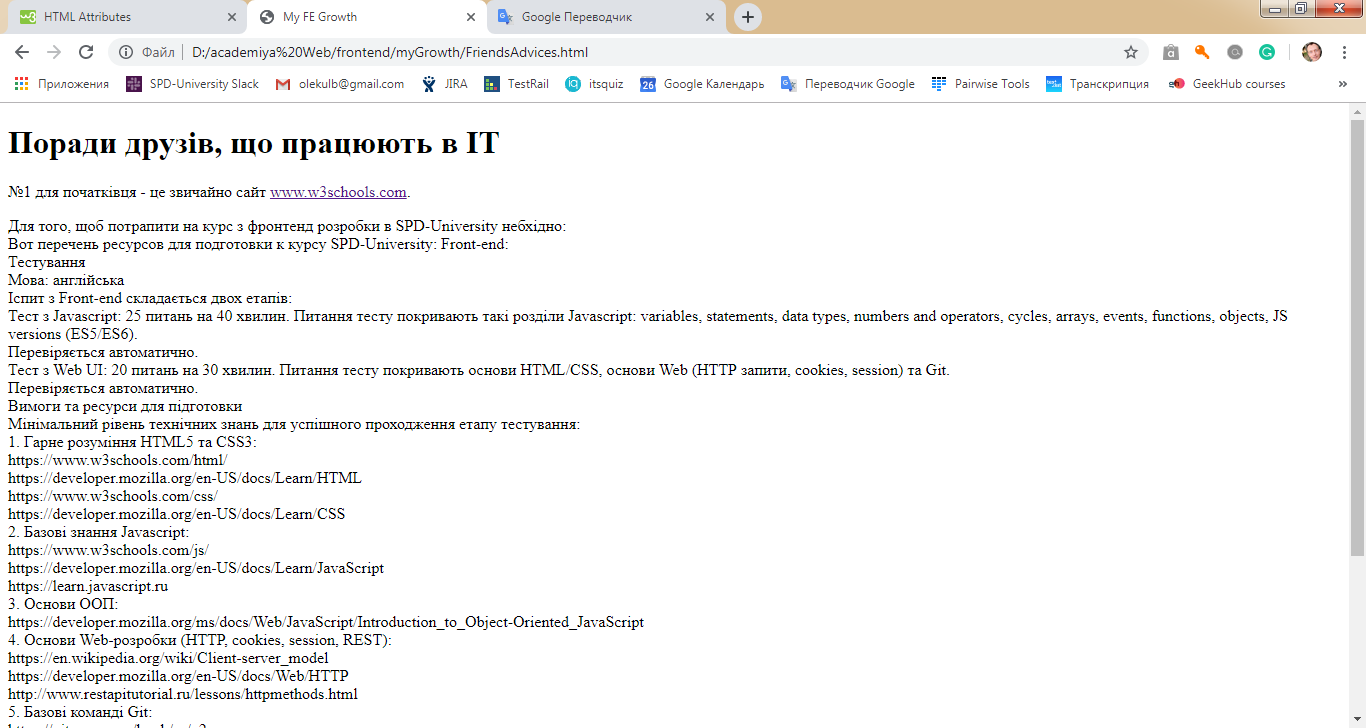 HTML Attributes
My FE Growth
Google Переводчик
Файл
D:/academiya%20Web/frontend/myGrowth/FriendsAdvices.html
Приложения
SPD-University Slack
olekulb@gmail.com
JIRA
TestRail
itsquiz
26
Google Календарь
Переводчик Google
Pairwise Tools
Транскрипция
GeekHub courses
Поради друзів, що працюють в ІТ
№1 для початківця - це звичайно сайт www.w3schools.com.
Для того, щоб потрапити на курс з фронтенд розробки в SPD-University небхідно:
Вот перечень ресурсов для подготовки к курсу SPD-University: Front-end:
Тестування
Мова: англійська
Іспит з Front-end складається двох етапів:
Тест з Javascript: 25 питань на 40 хвилин. Питання тесту покривають такі розділи Javascript: variables, statements, data types, numbers and operators, cycles, arrays, events, functions, objects, JS
versions (ES5/ES6).
Перевіряється автоматично.
Тест з Web UI: 20 питань на 30 хвилин. Питання тесту покривають основи HTML/CSS, основи Web (HTTP запити, cookies, session) та Git.
Перевіряється автоматично.
Вимоги та ресурси для підготовки
Мінімальний рівень технічних знань для успішного проходження етапу тестування:
1. Гарне розуміння HTML5 та CSS3:
https://www.w3schools.com/html/
https://developer.mozilla.org/en-US/docs/Learn/HTML
https://www.w3schools.com/css/
https://developer.mozilla.org/en-US/docs/Learn/CSS
2. Базові знання Javascript:
https://www.w3schools.com/js/
https://developer.mozilla.org/en-US/docs/Learn/JavaScript
https://learn.javascript.ru
3. Основи ООП:
https://developer.mozilla.org/ms/docs/Web/JavaScript/Introduction_to_Object-Oriented_JavaScript
4. Основи Web-розробки (HTTP, cookies, session, REST):
https://en.wikipedia.org/wiki/Client-server_model
https://developer.mozilla.org/en-US/docs/Web/HTTP
http://www.restapitutorial.ru/lessons/httpmethods.html
5. Базові команді Git: